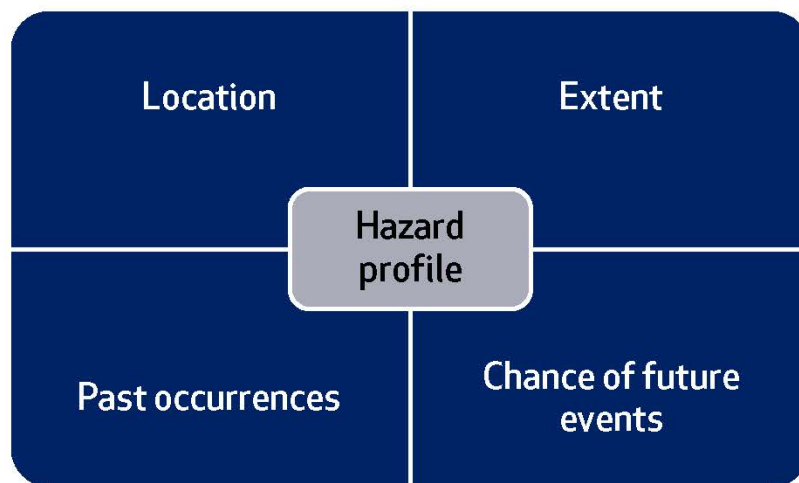 Location
Extent
Hazard
profile
Past occurrences
Chance of future
events